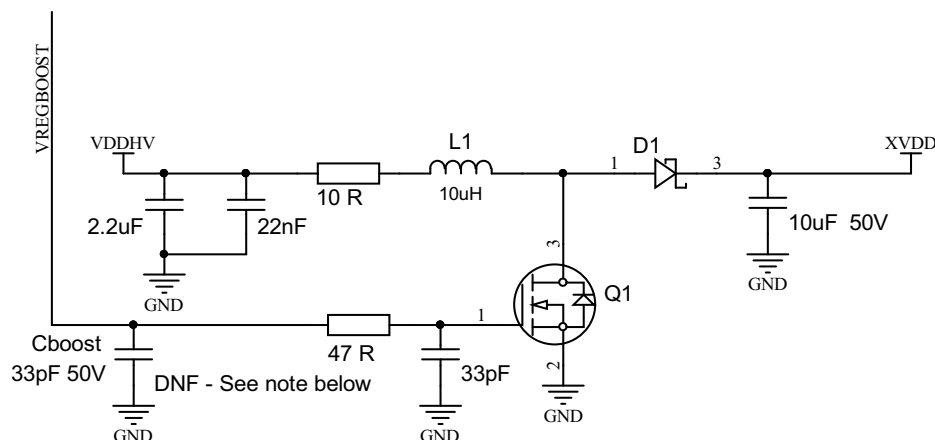 VREGBOOST
VDDHV
L1
D1
XVDD
1
3
10 R
10uH
2.2uF
22nF
10uF 50V
3
GND
GND
Q1
1
Cboost
47 R
33pF 50V
33pF
DNF - See note below
2
GND
GND
GND